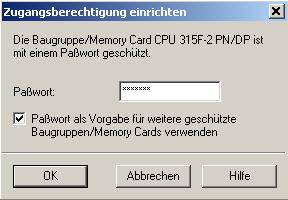 Zugangsberechtigung einrichten
Die Baugruppe/Memory Card CPU 315F-2 PN/DP ist
mit einem Paßwort geschützt.
Paßwort:
xxxxxxx
Paßwort als Vorgabe für weitere geschützte
Baugruppen/Memory Cards verwenden
OK
Abbrechen
Hilfe